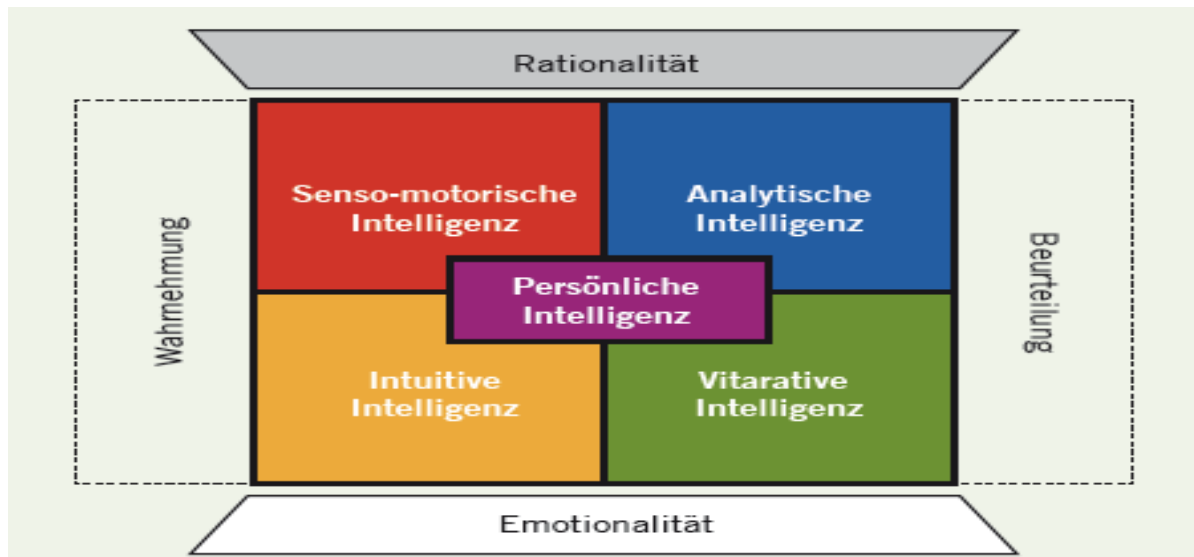 Rationalität
Wahrnehmung
Senso-motorische
Intelligenz
Analytische
Intelligenz
Beurteilung
Persönliche
Intelligenz
Intuitive
Intelligenz
Vitarative
Intelligenz
Emotionalität